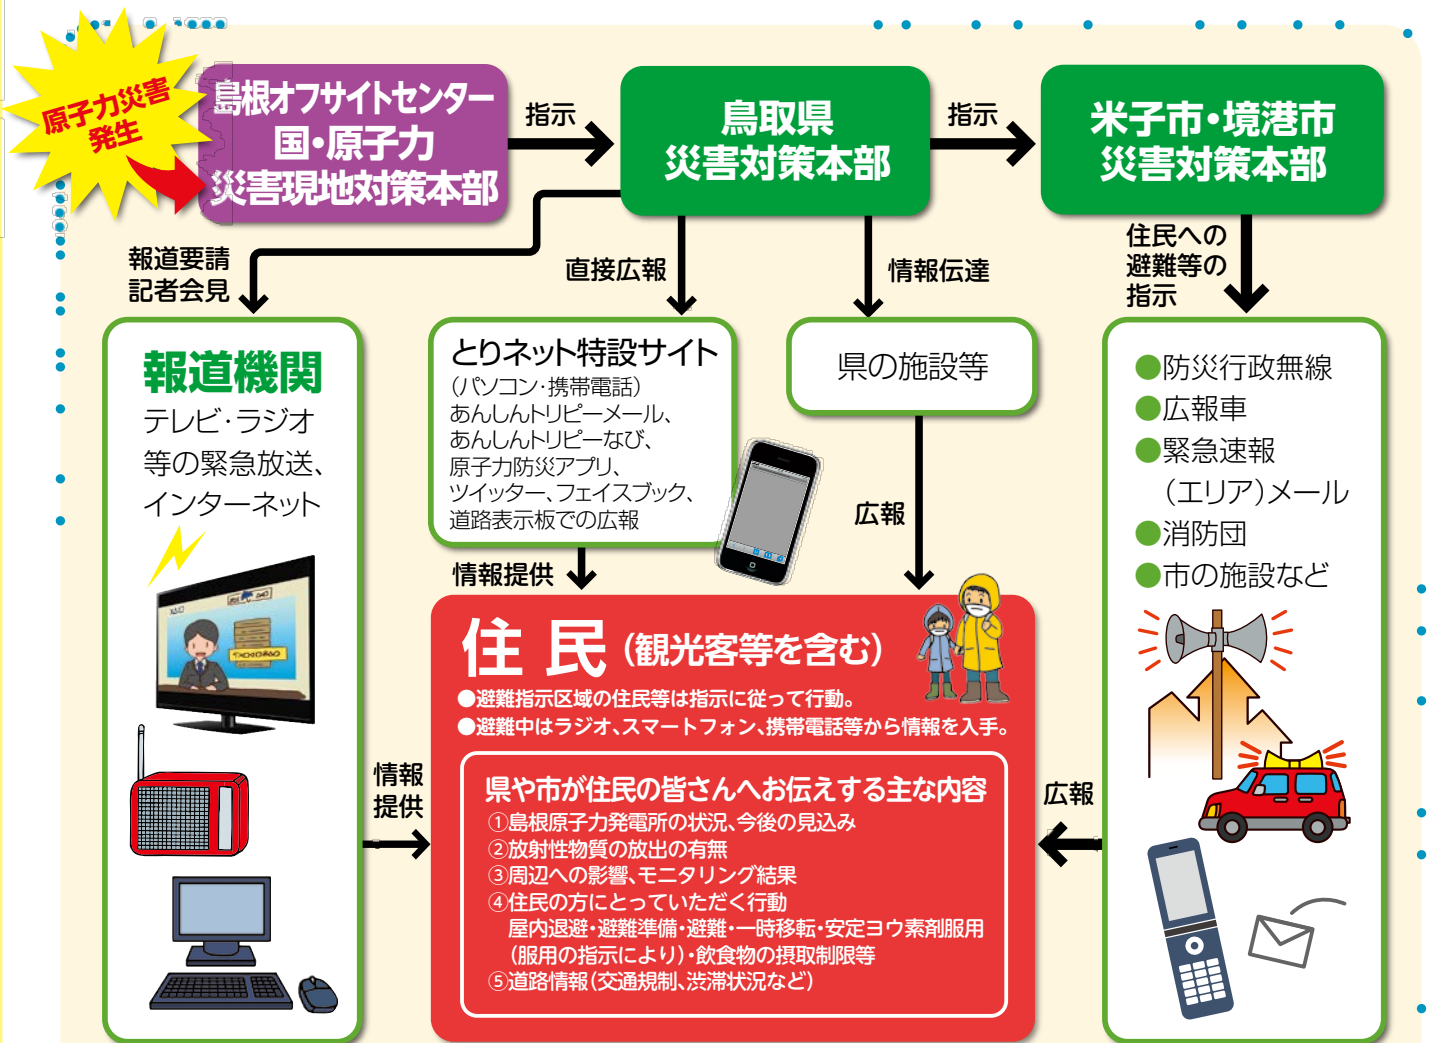 原子力災害
発生
島根オフサイトセンター
国・原子力
災害現地対策本部
指示
鳥取県
災害対策本部
指示
米子市・境港市
災害対策本部
報道要請
記者会見
直接広報
情報伝達
住民への
避難等の
指示
報道機関
テレビ・ラジオ
等の緊急放送、
インターネット
とりネット特設サイト
(パソコン・携帯電話)
あんしんトリピーメール、
あんしんトリピーなび、
原子力防災アプリ、
ツイッター、フェイスブック、
道路表示板での広報
県の施設等
●防災行政無線
●広報車
●緊急速報
(エリア)メール
●消防団
●市の施設など
情報提供
広報
住民(観光客等を含む)
●避難指示区域の住民等は指示に従って行動。
●避難中はラジオ、スマートフォン、携帯電話等から情報を入手。
情報
提供
広報
県や市が住民の皆さんへお伝えする主な内容
①島根原子力発電所の状況、今後の見込み
②放射性物質の放出の有無
③周辺への影響、モニタリング結果
④住民の方にとっていただく行動
屋内退避・避難準備・避難・一時移転・安定ヨウ素剤服用
(服用の指示により)・飲食物の摂取制限等
⑤道路情報(交通規制、渋滞状況など)